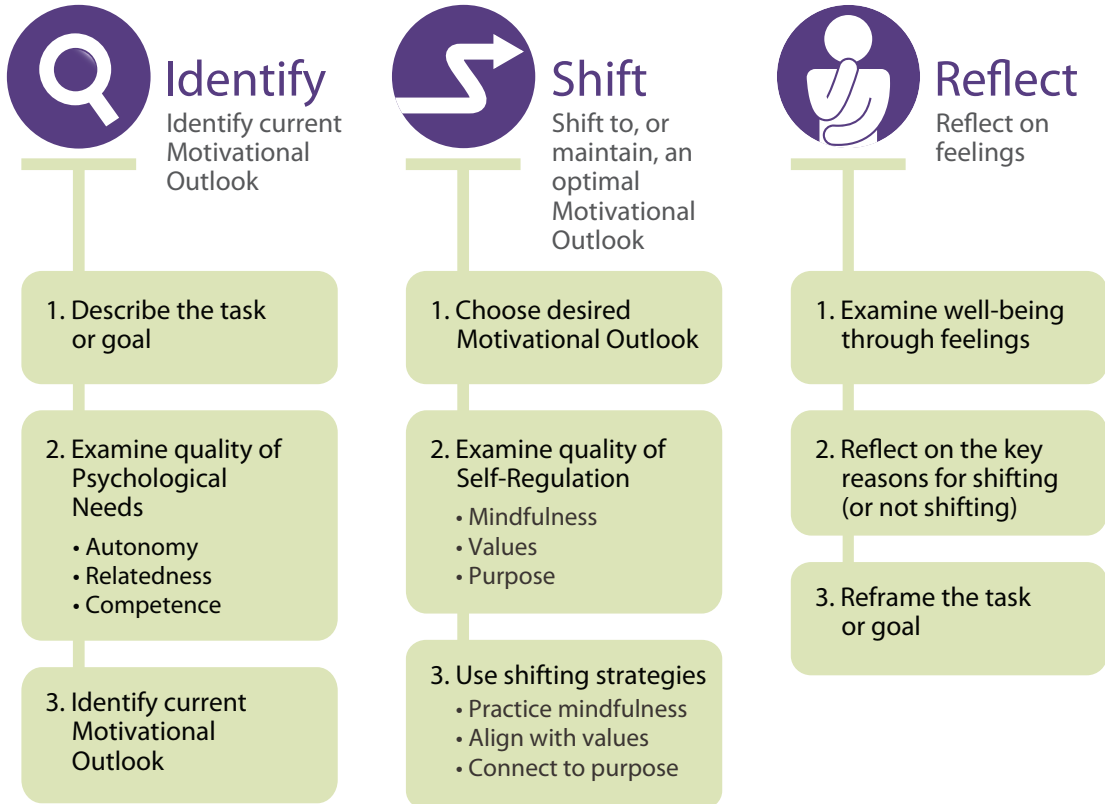 Identify
Identify current
Motivational
Outlook
1. Describe the task
or goal
2. Examine quality of
Psychological
Needs
• Autonomy
• Relatedness
• Competence
3. Identify current
Motivational
Outlook
Shift
Shift to, or
maintain, an
optimal
Motivational
Outlook
1. Choose desired
Motivational Outlook
2. Examine quality of
Self-Regulation
• Mindfulness
• Values
• Purpose
3. Use shifting strategies
• Practice mindfulness
• Align with values
• Connect to purpose
Reflect
Reflect on
feelings
1. Examine well-being
through feelings
2. Reflect on the key
reasons for shifting
(or not shifting)
3. Reframe the task
or goal